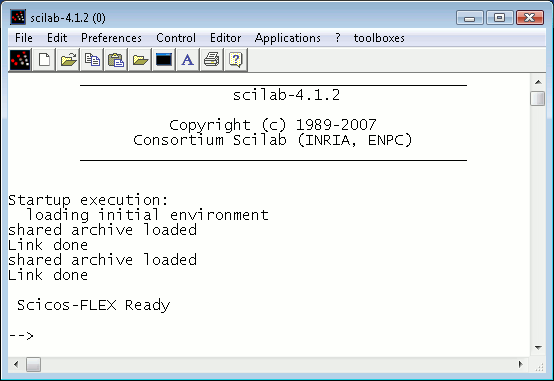 scilab-4.1.2 (0)
File Edit Preferences Control Editor Applications ? toolboxes
A
scilab-4.1.2
Copyright (c) 1989-2007
Consortium Scilab (INRIA, ENPC)
Startup execution:
loading initial environment
shared archive loaded
Link done
shared archive loaded
Link done
Scicos-FLEX Ready
-->